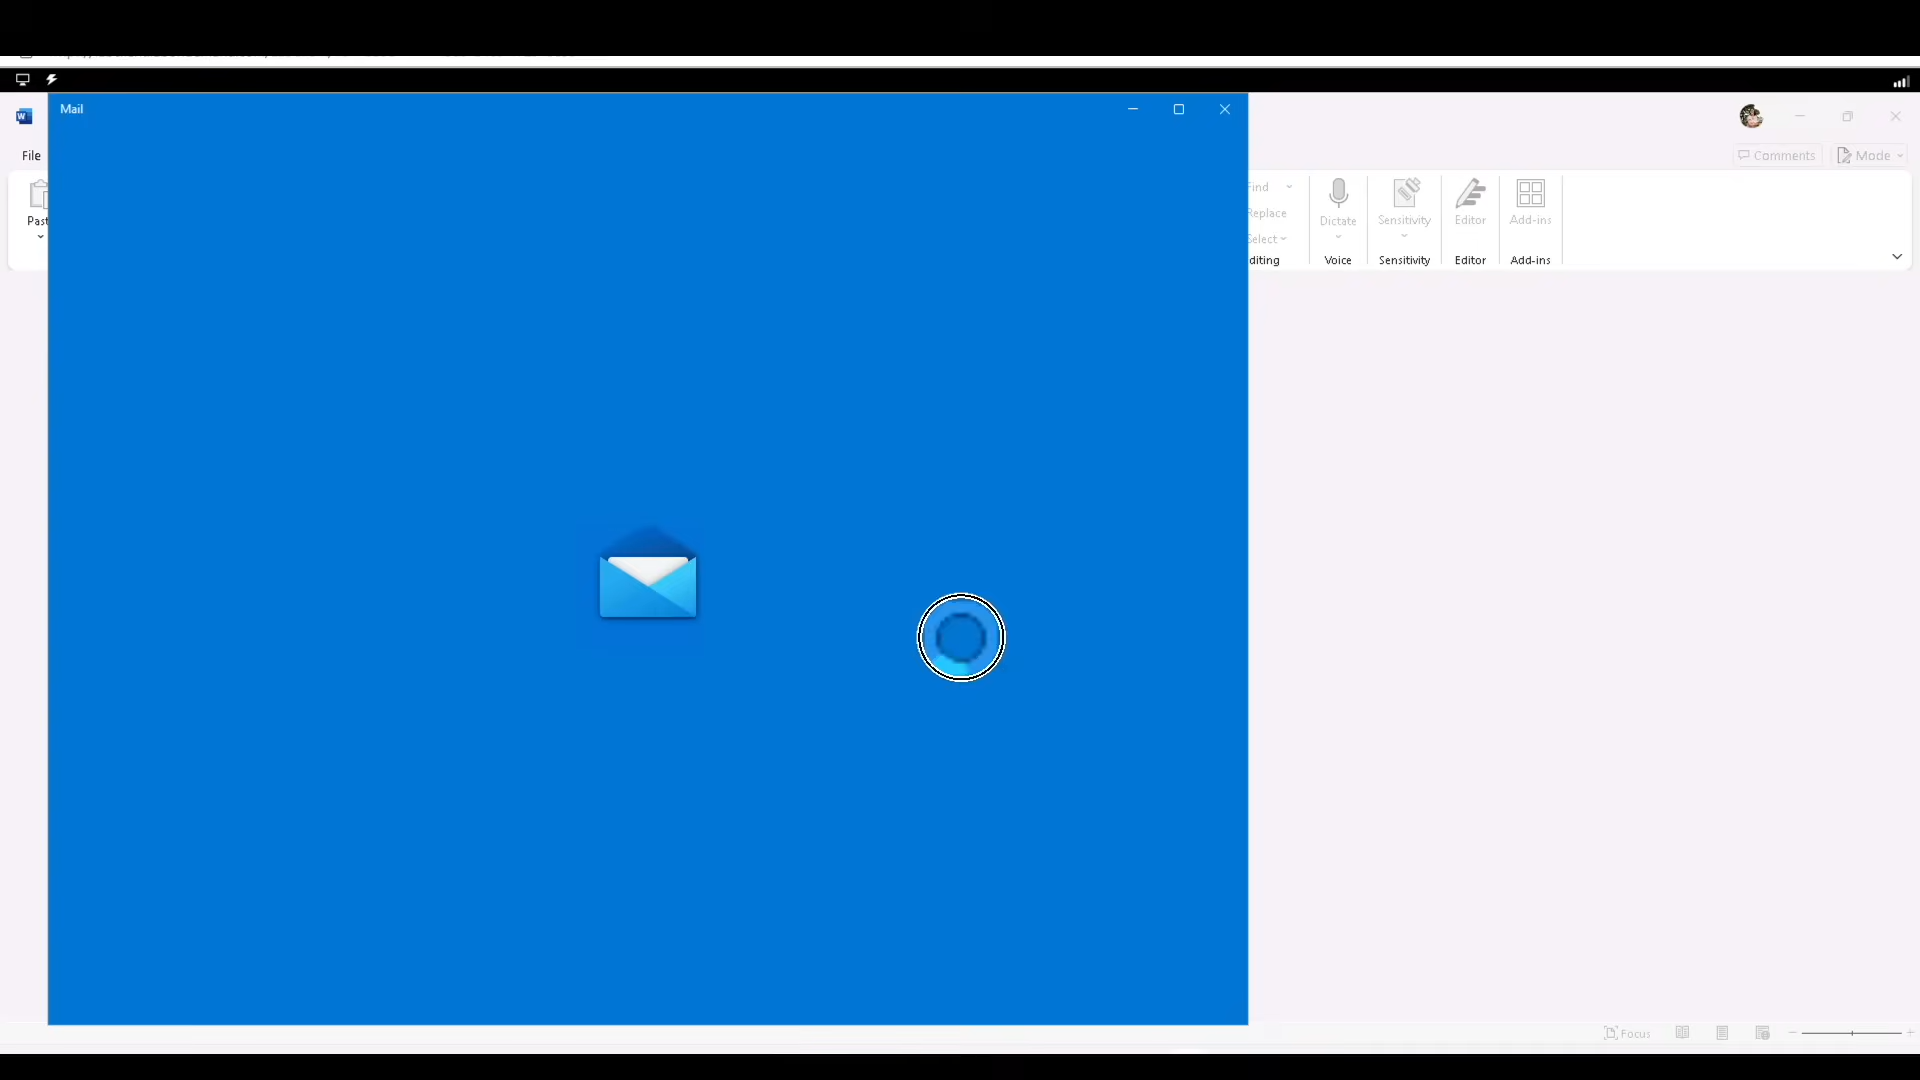 Mail
File
Comments
Mode
Past
Find
Replace
Select
diting
Dictate
Voice
Sensitivity
Sensitivity
Editor
Editor
Add-ins
Add-ins
Focus